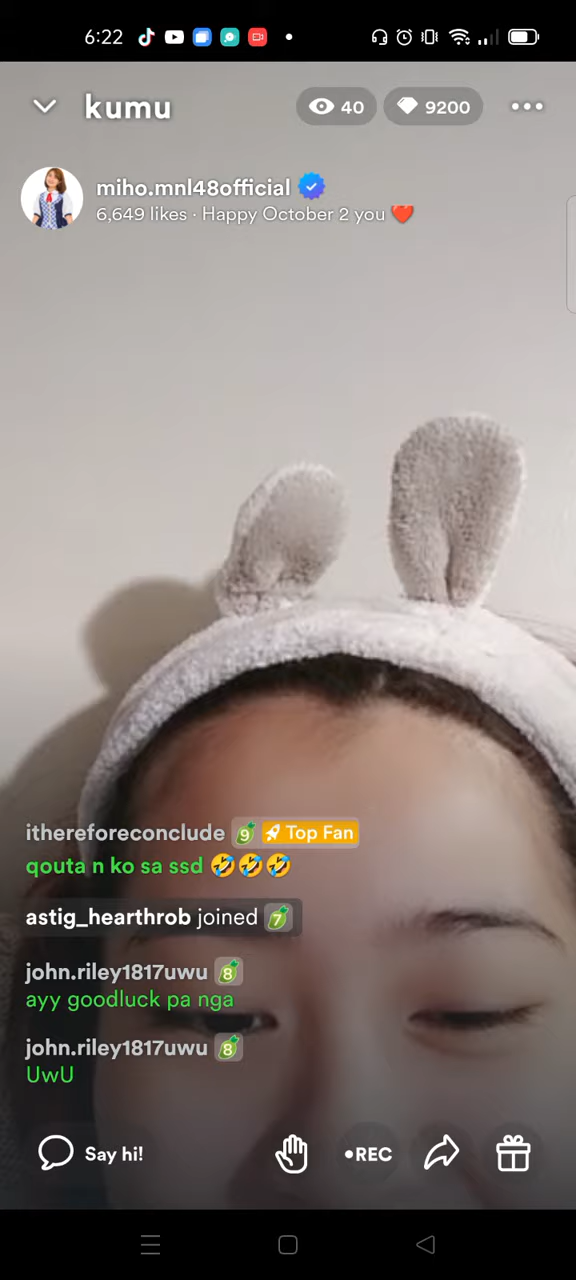 6:22
kumu
40
9200
miho.mnl48official
6,649 likes · Happy October 2 you ❤️
ithereforeconclude 9 Top Fan
qouta n ko sa ssd 🤣🤣🤣
astig_hearthrob joined 7
john.riley1817uwu 8
ayy goodluck pa nga
john.riley1817uwu 8
UwU
Say hi!
•REC